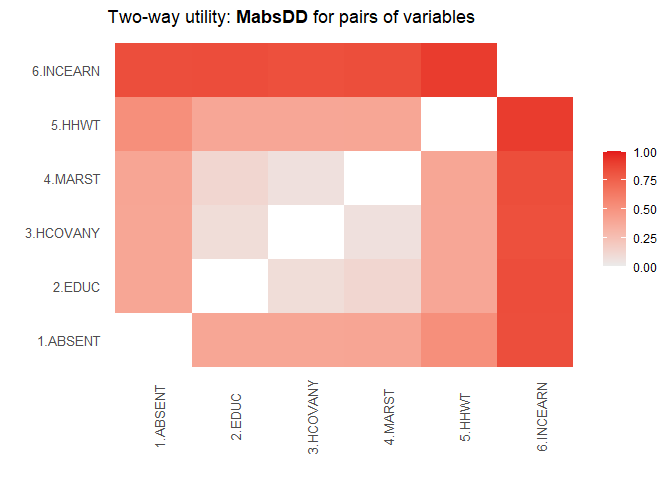 Two-way utility: MabsDD for pairs of variables
6.INCEARN
5.HHWT
4.MARST
3.HCOVANY
2.EDUC
1.ABSENT
1.00
0.75
0.50
0.25
0.00
1.ABSENT
2.EDUC
3.HCOVANY
4.MARST
5.HHWT
6.INCEARN